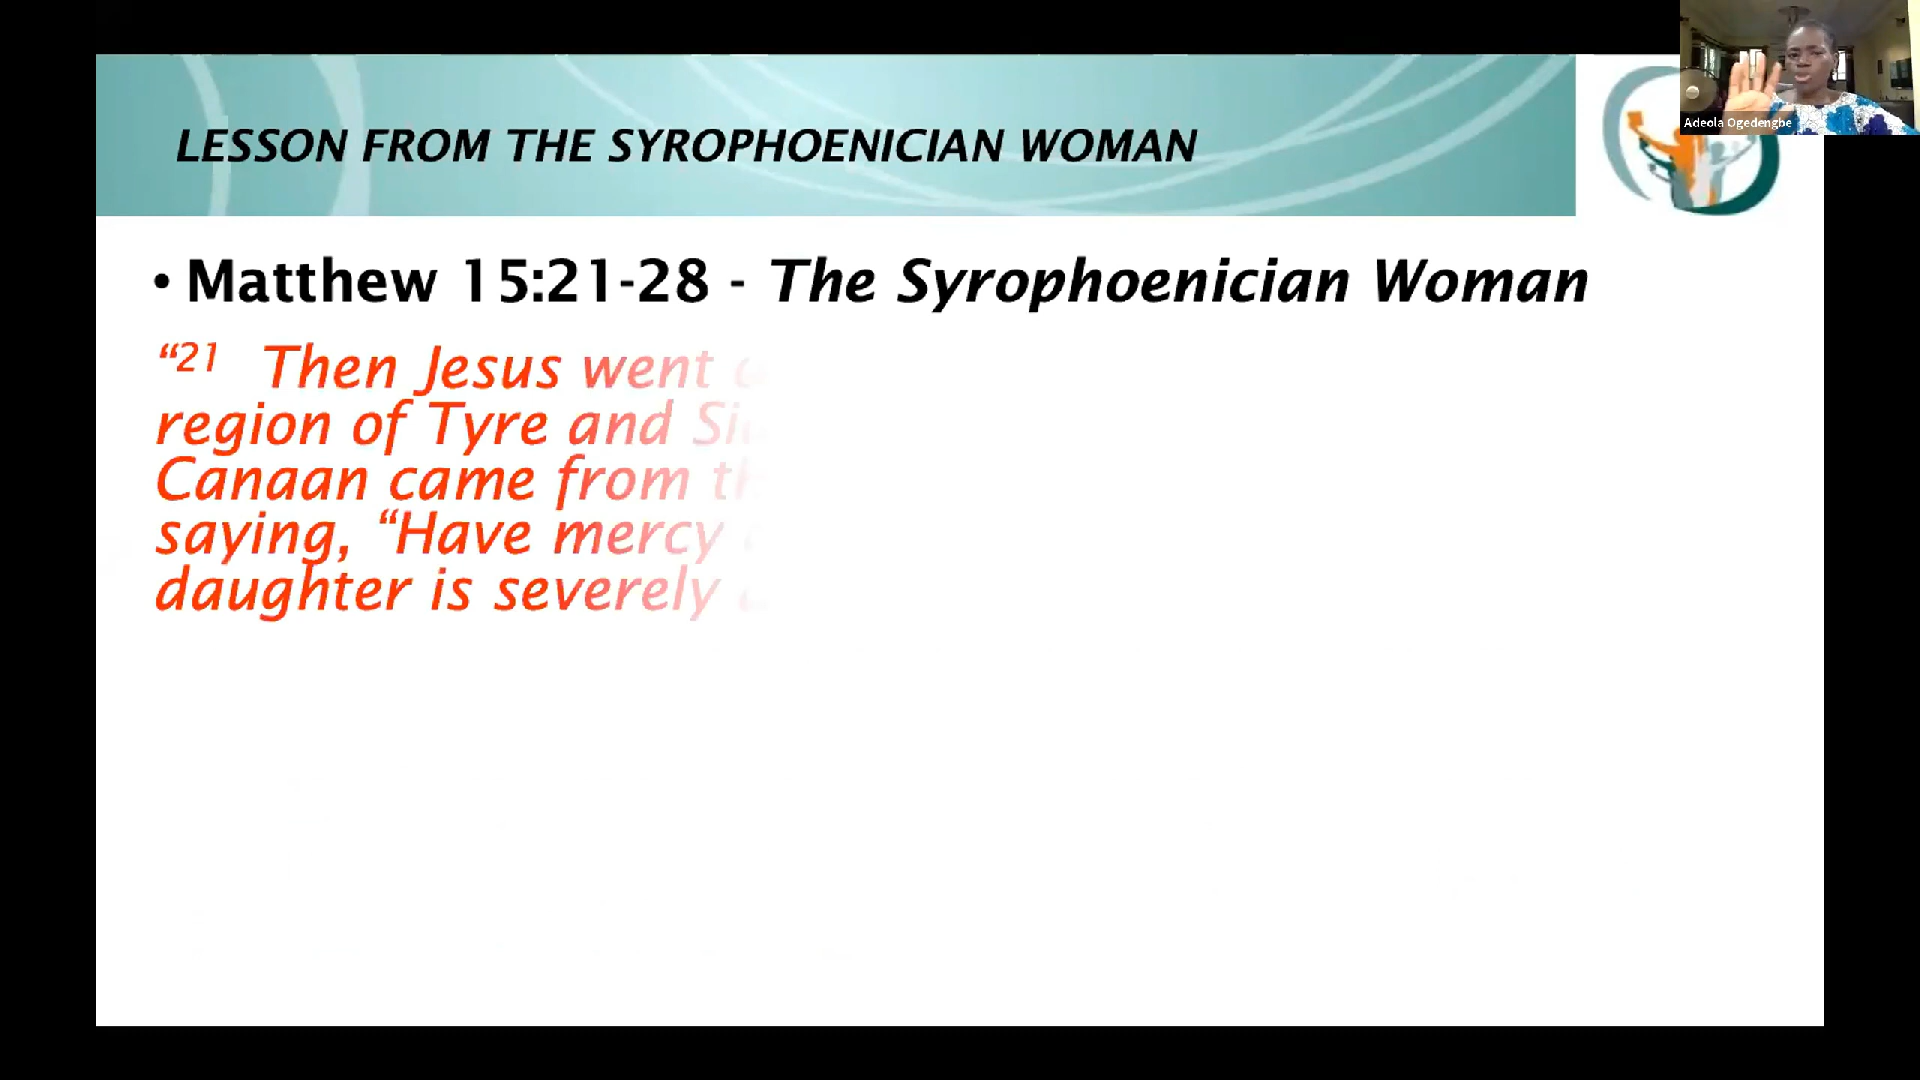 Adeola Ogedengbe
LESSON FROM THE SYROPHOENICIAN WOMAN
• Matthew 15:21-28 - The Syrophoenician Woman
“21 Then Jesus went
region of Tyre and
Canaan came from
saying, “Have mercy
daughter is severely